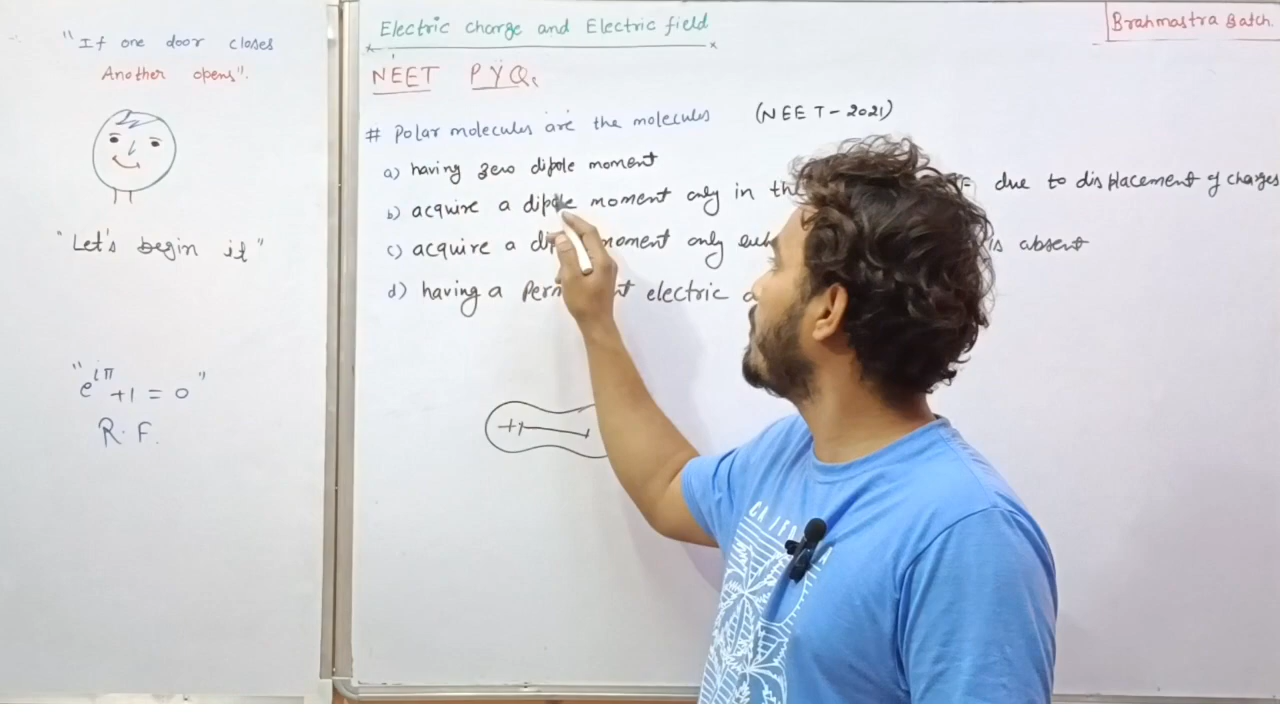 "If one door closes
Another opens".
"Let's begin it"
"e^{iπ}+1 = 0"
R.F.
Electric charge and Electric field
Brahmastra Batch.
NEET PYQs
# Polar molecules are the molecules (NEET-2021)
a) having zero dipole moment
b) acquire a dipole moment only in the due to displacement of charges
c) acquire a moment only is absent
d) having a electric
+ -
CALIFORNIA